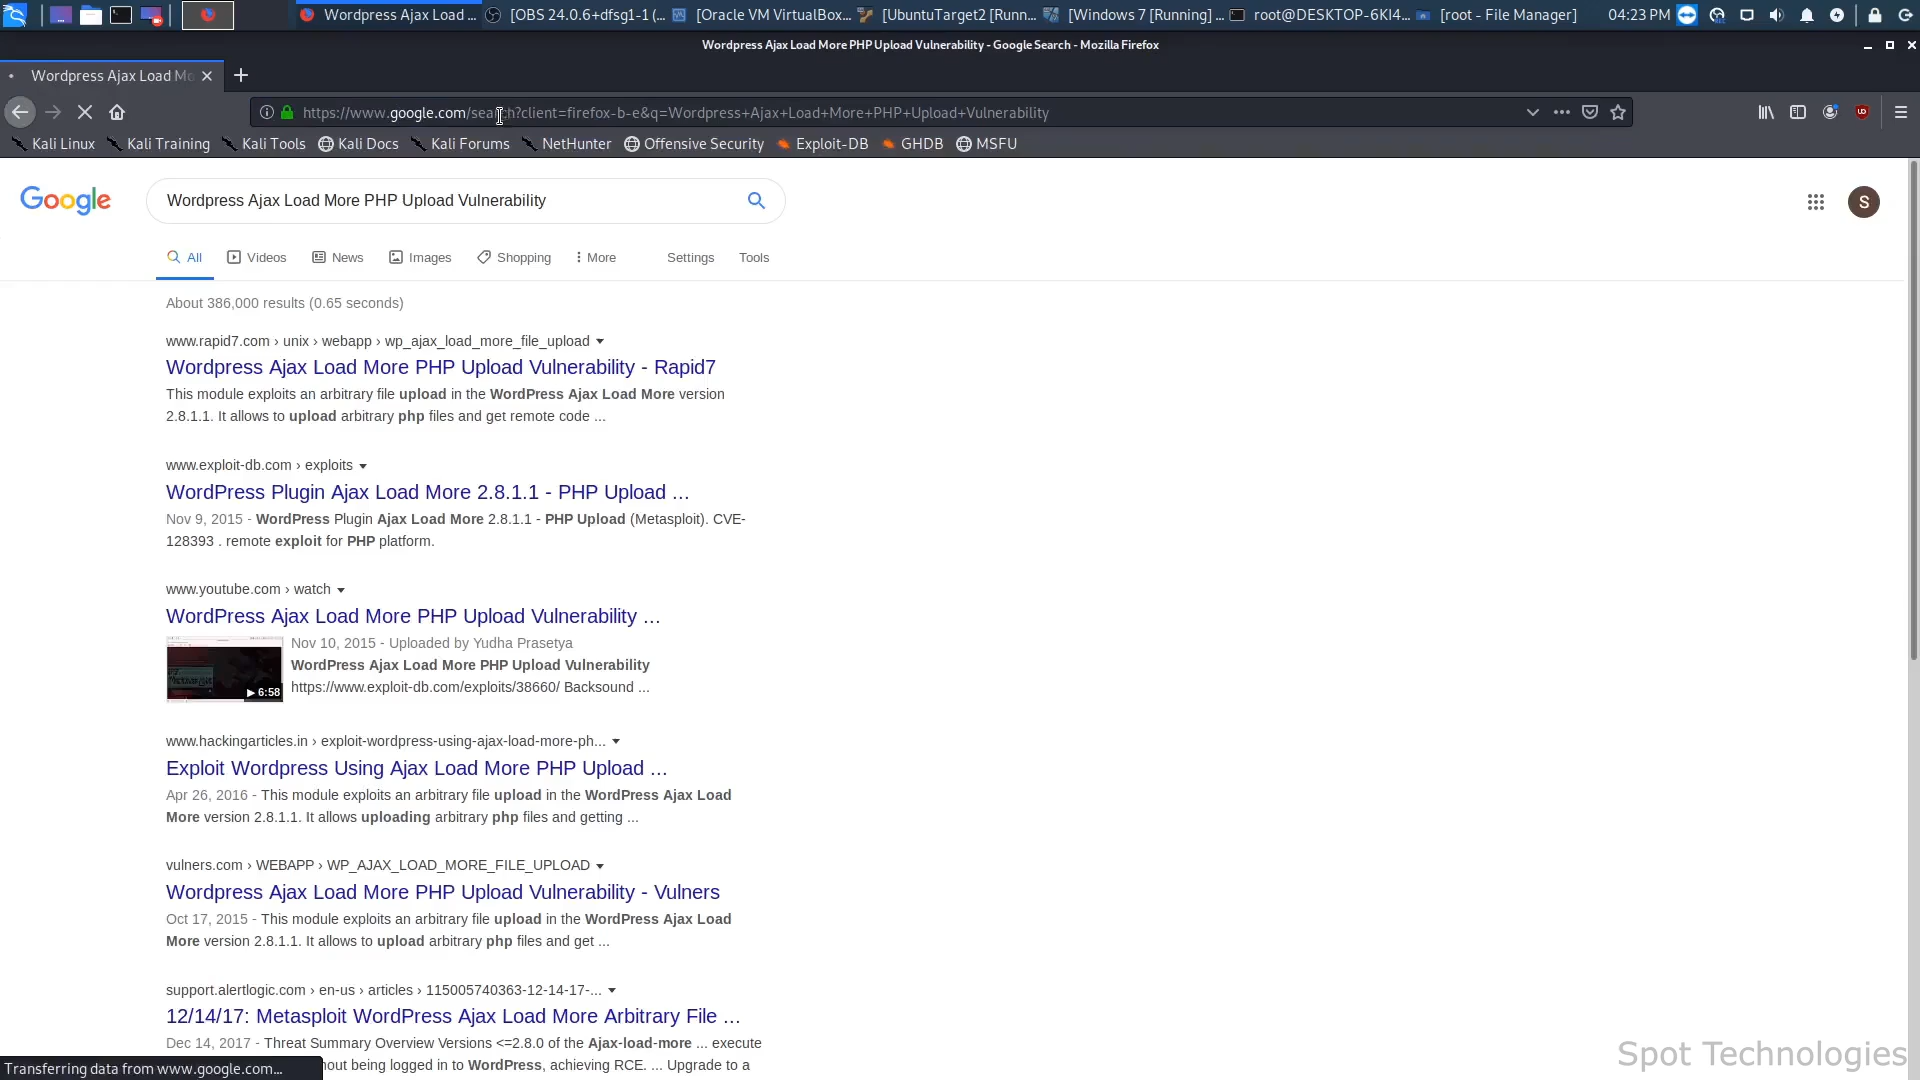 Wordpress Ajax Load ... [OBS 24.0.6+dfsg1-1 (... [Oracle VM VirtualBox... [UbuntuTarget2 [Runn... [Windows 7 [Running] ... root@DESKTOP-6KI4... [root - File Manager] 04:23 PM
Wordpress Ajax Load More PHP Upload Vulnerability - Google Search - Mozilla Firefox
Wordpress Ajax Load Mo
https://www.google.com/search?client=firefox-b-e&q=Wordpress+Ajax+Load+More+PHP+Upload+Vulnerability
Kali Linux Kali Training Kali Tools Kali Docs Kali Forums NetHunter Offensive Security Exploit-DB GHDB MSFU
Google
Wordpress Ajax Load More PHP Upload Vulnerability
S
All Videos News Images Shopping More Settings Tools
About 386,000 results (0.65 seconds)
www.rapid7.com › unix › webapp › wp_ajax_load_more_file_upload
Wordpress Ajax Load More PHP Upload Vulnerability - Rapid7
This module exploits an arbitrary file upload in the WordPress Ajax Load More version
2.8.1.1. It allows to upload arbitrary php files and get remote code ...
www.exploit-db.com › exploits
WordPress Plugin Ajax Load More 2.8.1.1 - PHP Upload ...
Nov 9, 2015 - WordPress Plugin Ajax Load More 2.8.1.1 - PHP Upload (Metasploit). CVE-
128393 . remote exploit for PHP platform.
www.youtube.com › watch
WordPress Ajax Load More PHP Upload Vulnerability ...
6:58
Nov 10, 2015 - Uploaded by Yudha Prasetya
WordPress Ajax Load More PHP Upload Vulnerability
https://www.exploit-db.com/exploits/38660/ Backsound ...
www.hackingarticles.in › exploit-wordpress-using-ajax-load-more-ph...
Exploit Wordpress Using Ajax Load More PHP Upload ...
Apr 26, 2016 - This module exploits an arbitrary file upload in the WordPress Ajax Load
More version 2.8.1.1. It allows uploading arbitrary php files and getting ...
vulners.com › WEBAPP › WP_AJAX_LOAD_MORE_FILE_UPLOAD
Wordpress Ajax Load More PHP Upload Vulnerability - Vulners
Oct 17, 2015 - This module exploits an arbitrary file upload in the WordPress Ajax Load
More version 2.8.1.1. It allows to upload arbitrary php files and get ...
support.alertlogic.com › en-us › articles › 115005740363-12-14-17-...
12/14/17: Metasploit WordPress Ajax Load More Arbitrary File ...
Dec 14, 2017 - Threat Summary Overview Versions <=2.8.0 of the Ajax-load-more ... execute
hout being logged in to WordPress, achieving RCE. ... Upgrade to a
Transferring data from www.google.com...
Spot Technologies